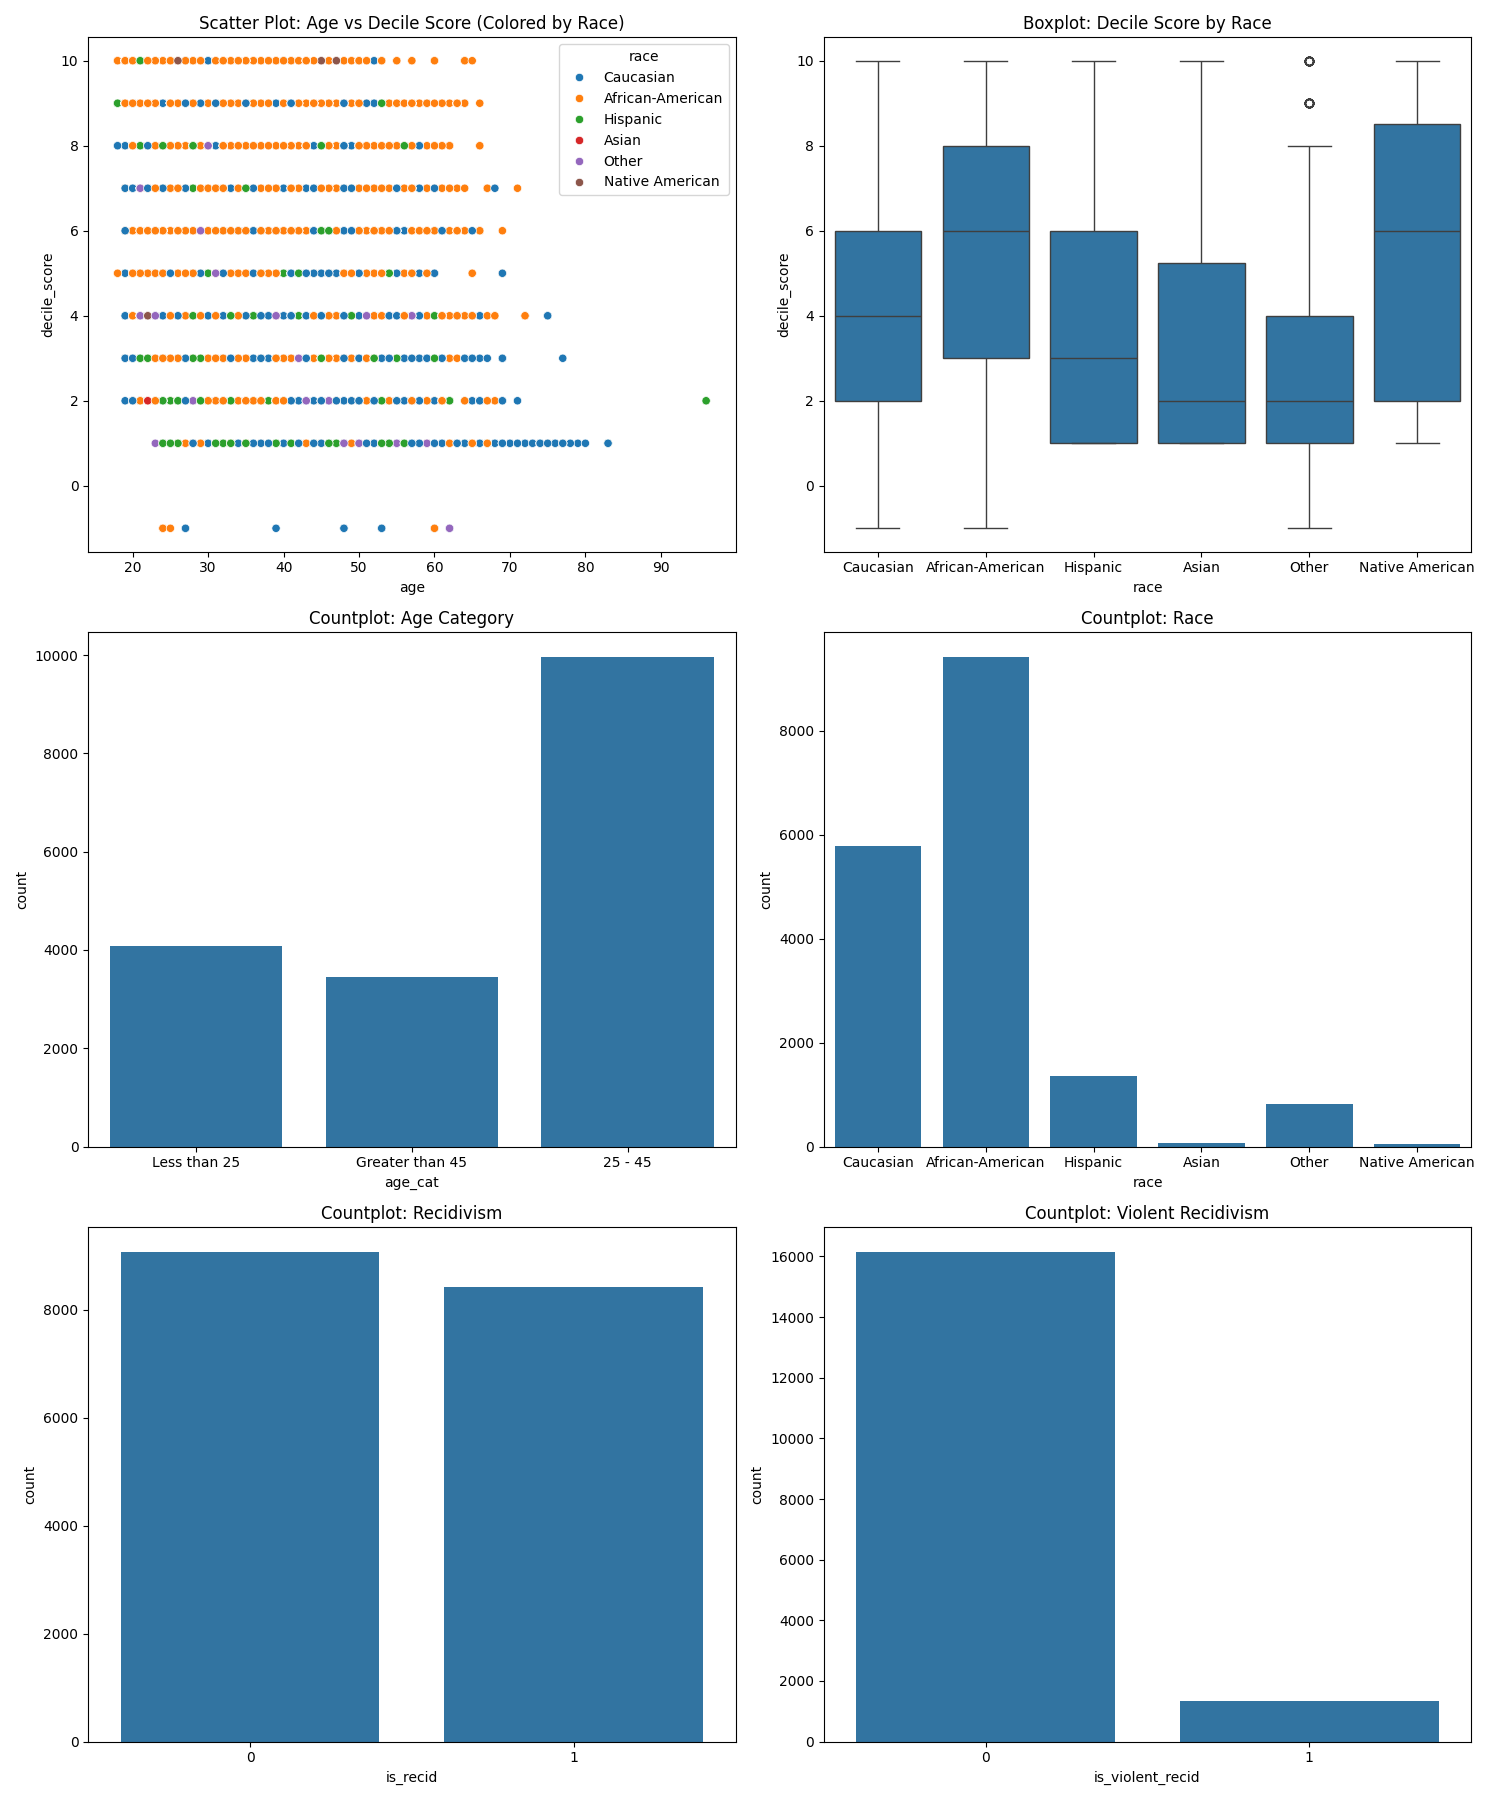 Scatter Plot: Age vs Decile Score (Colored by Race)
10
8
6
4
2
0
decile_score
race
Caucasian
African-American
Hispanic
Asian
Other
Native American
20 30 40 50 60 70 80 90
age
Boxplot: Decile Score by Race
10
8
6
4
2
0
decile_score
Caucasian African-American Hispanic Asian Other Native American
race
Countplot: Age Category
10000
8000
6000
4000
2000
0
count
Less than 25 Greater than 45 25 - 45
age_cat
Countplot: Race
8000
6000
4000
2000
0
count
Caucasian African-American Hispanic Asian Other Native American
race
Countplot: Recidivism
8000
6000
4000
2000
0
count
0 1
is_recid
Countplot: Violent Recidivism
16000
14000
12000
10000
8000
6000
4000
2000
0
count
0 1
is_violent_recid